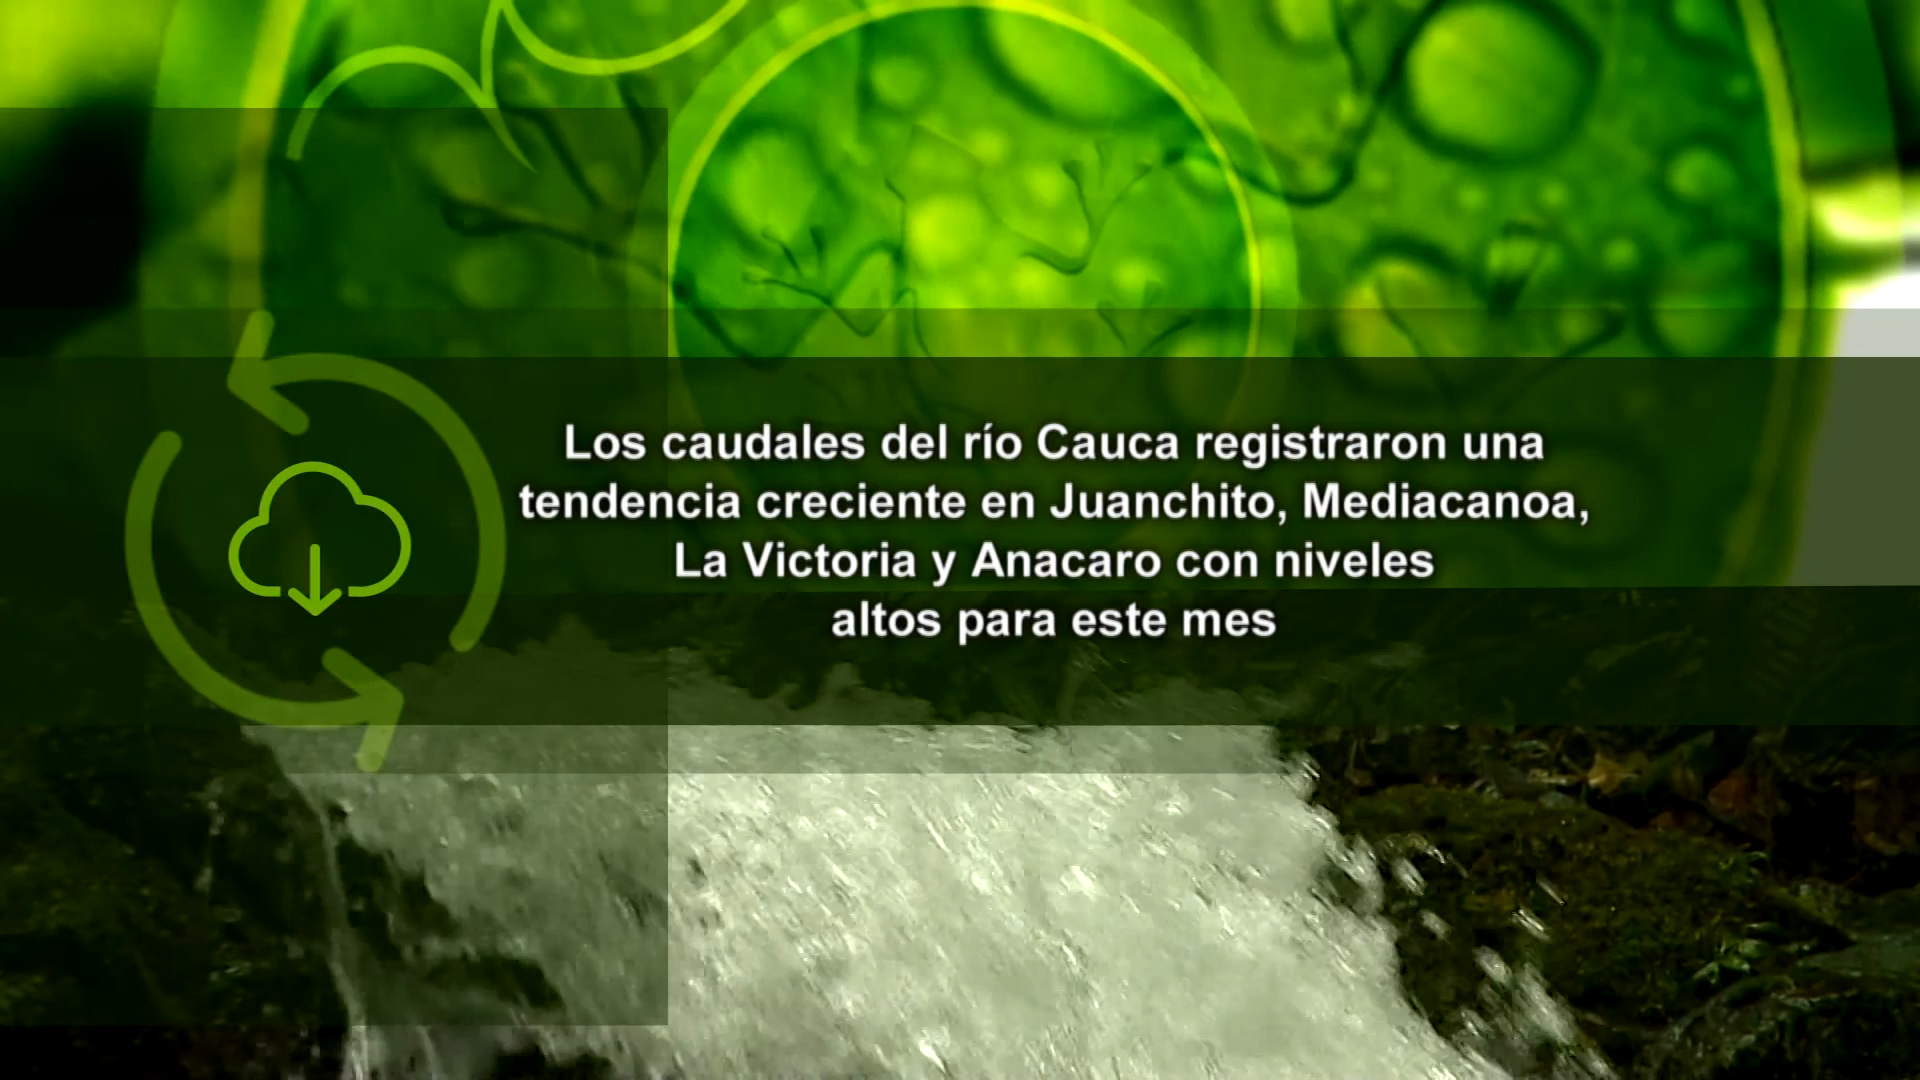 Los caudales del río Cauca registraron una
tendencia creciente en Juanchito, Mediacanoa,
La Victoria y Anacaro con niveles
altos para este mes